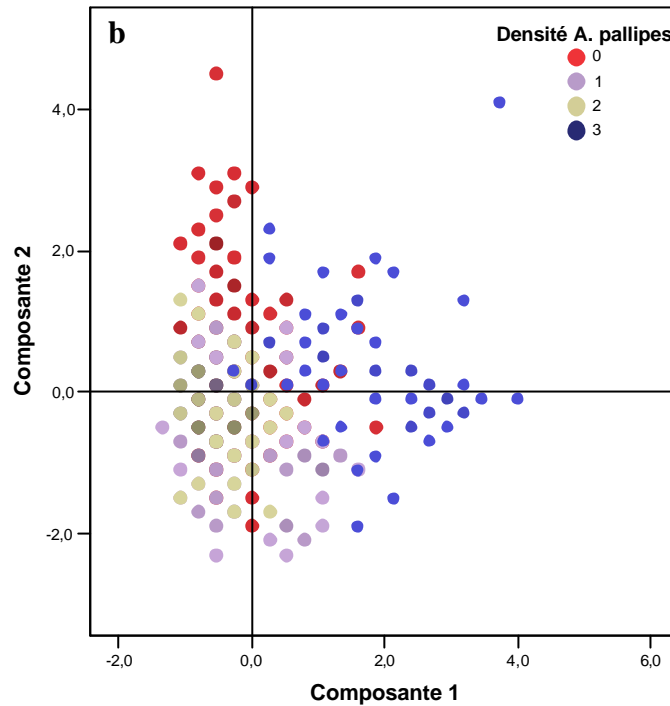 b
Densité A. pallipes
0
1
2
3
4,0
2,0
0,0
-2,0
Composante 2
-2,0 0,0 2,0 4,0 6,0
Composante 1